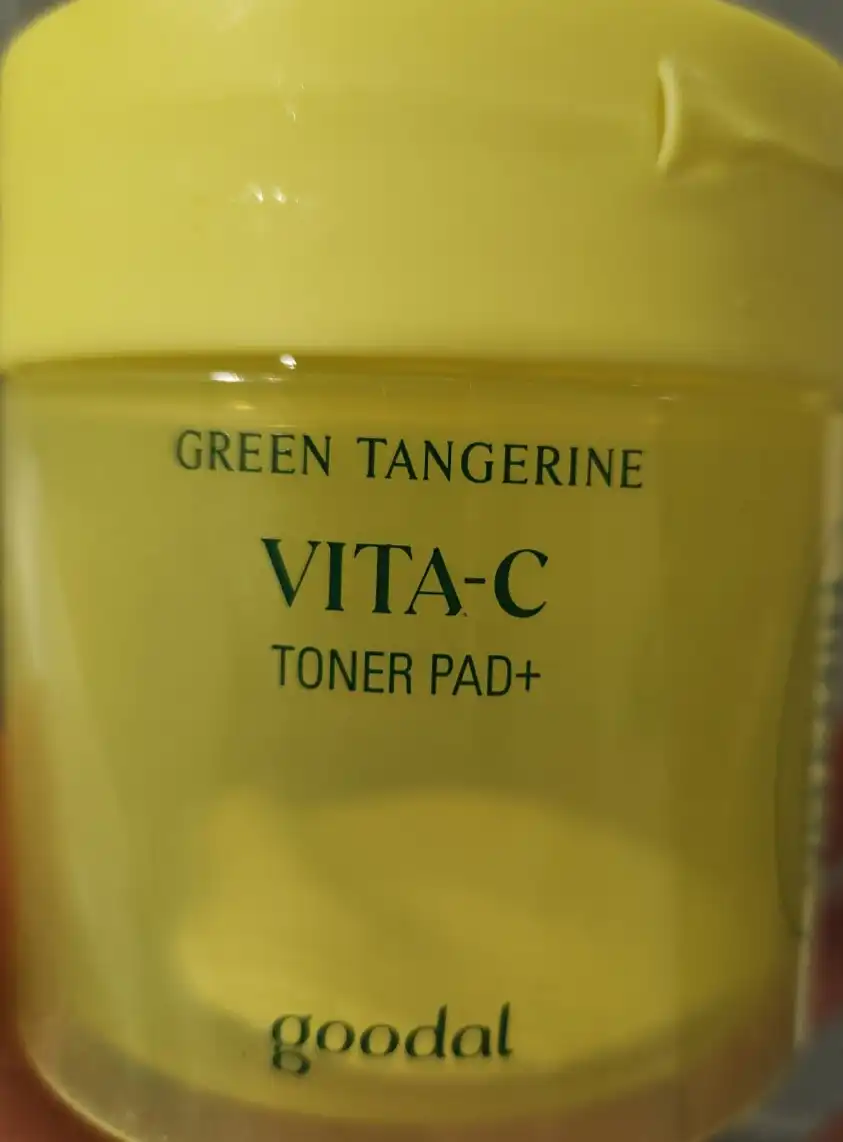 GREEN TANGERINE
VITA-C
TONER PAD+
goodal